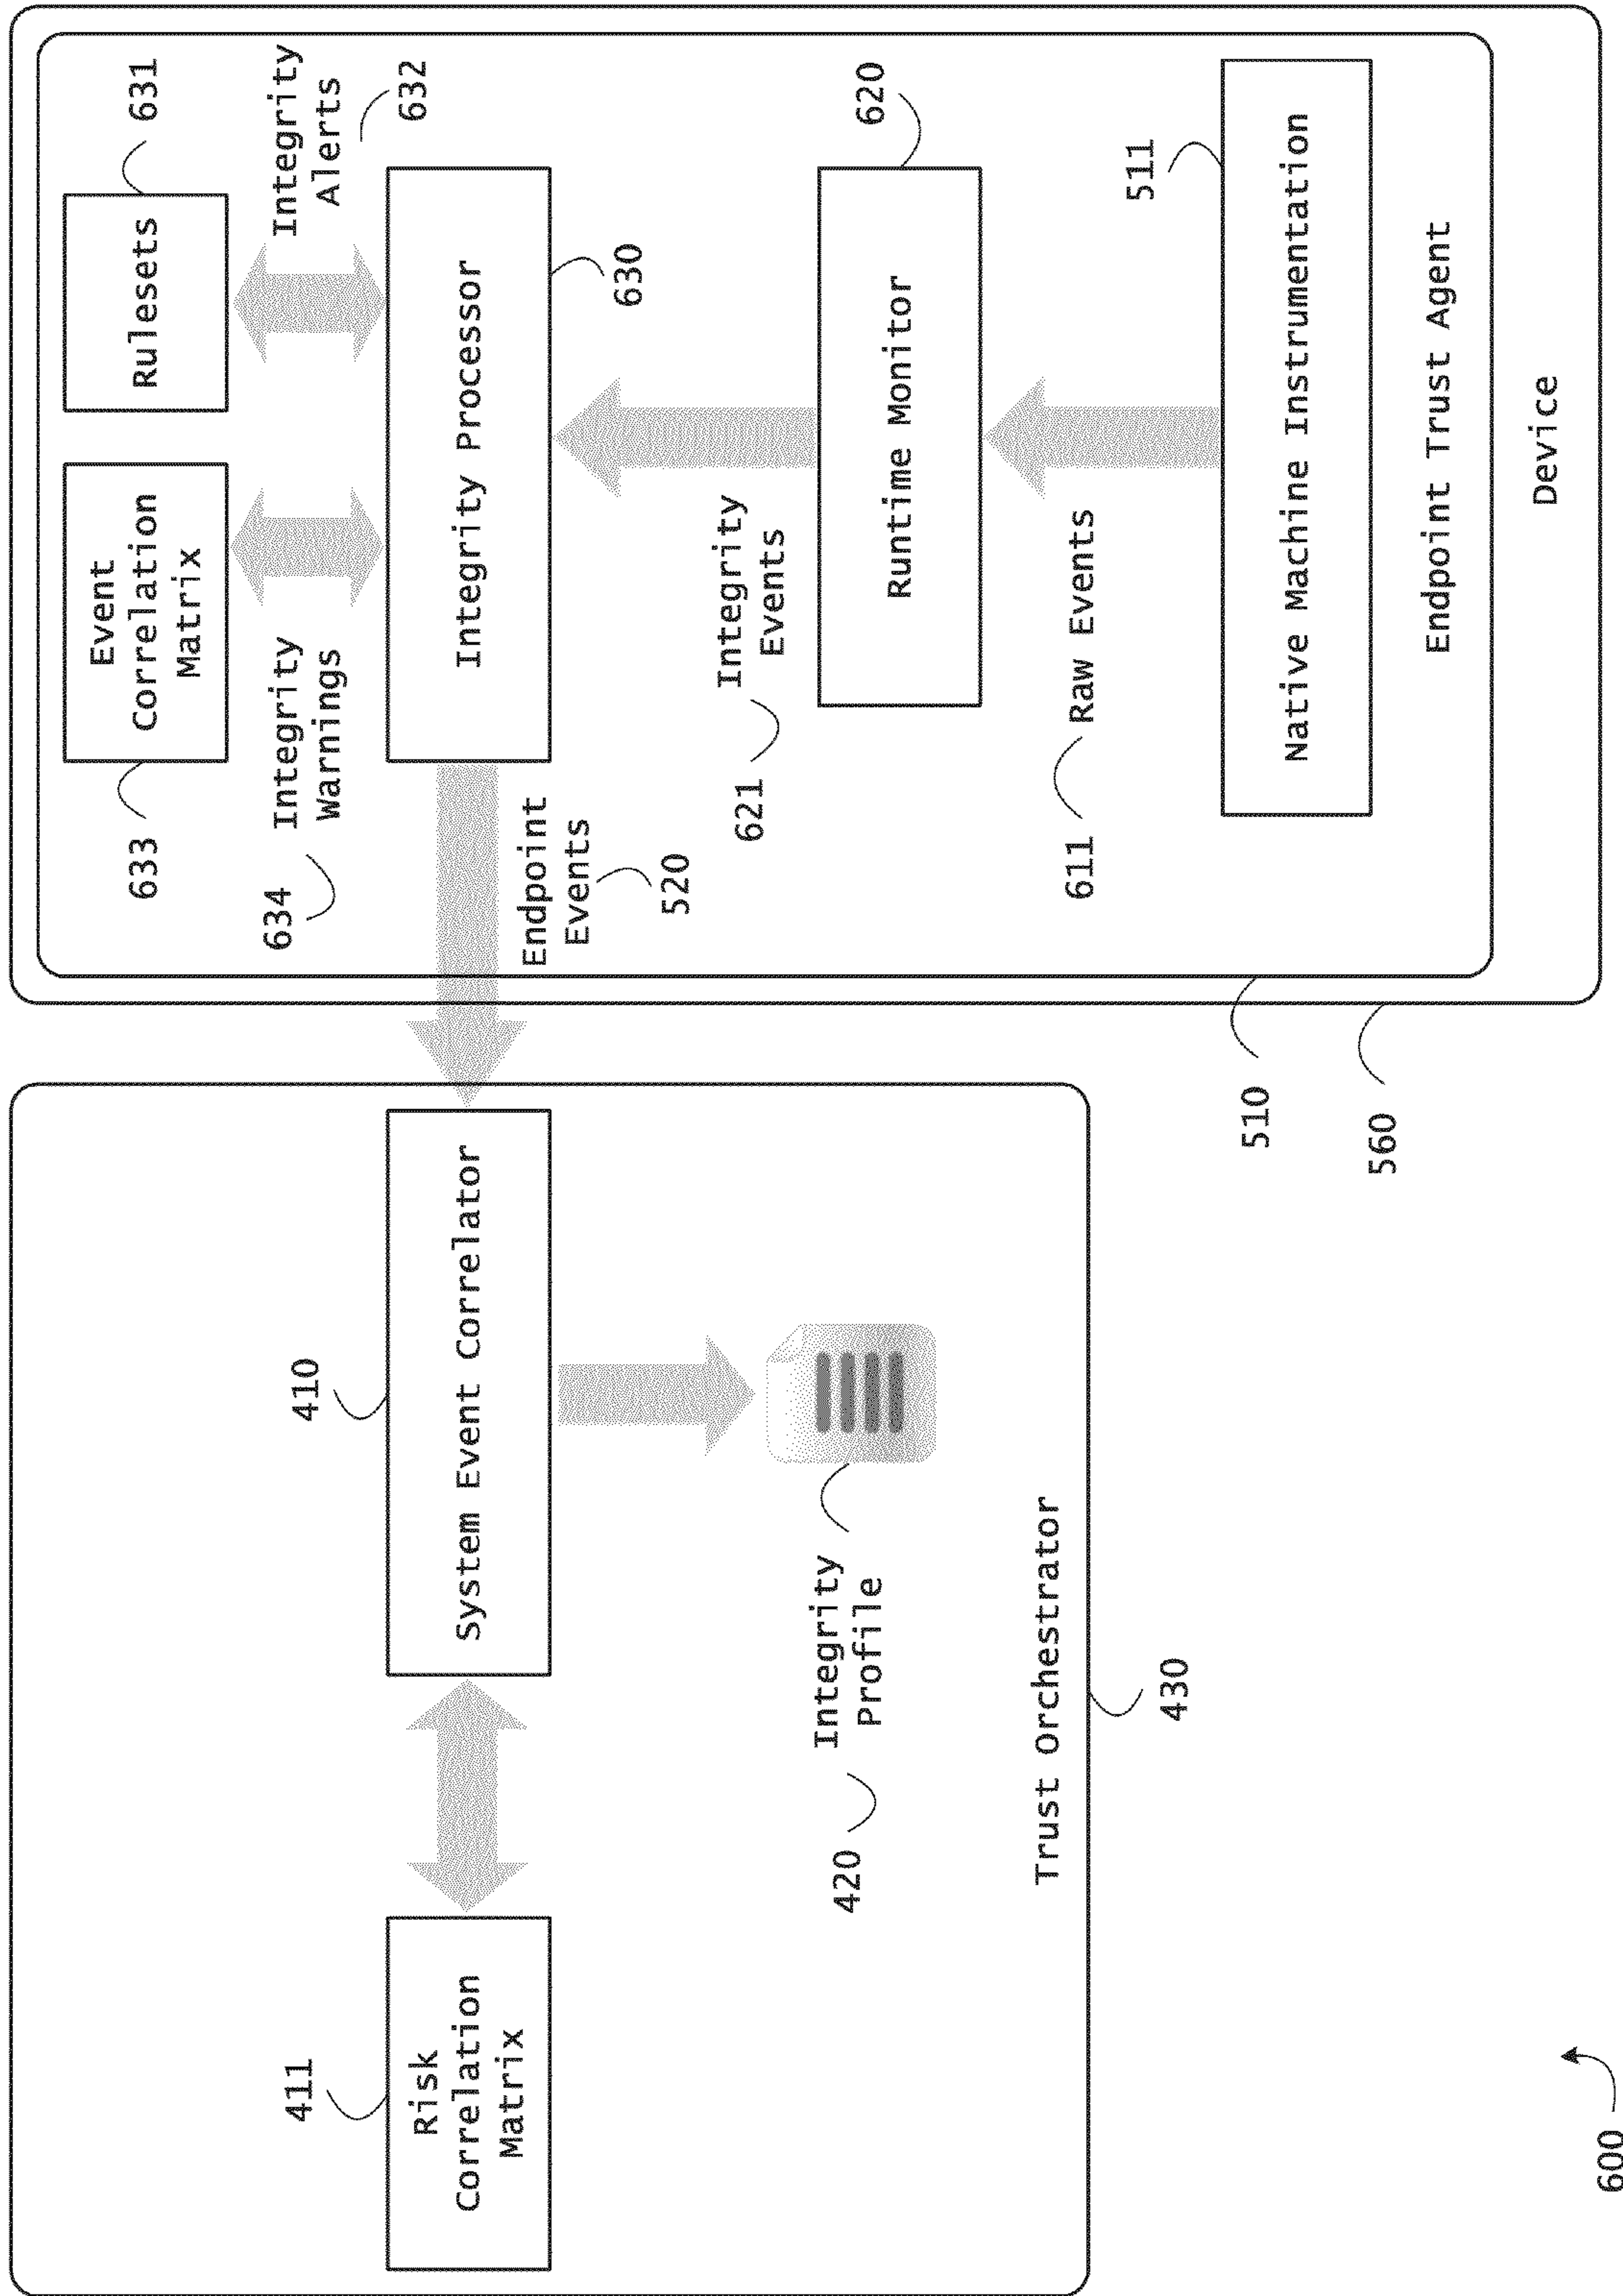 411
Risk
Correlation
Matrix
410
System Event Correlator
420
Integrity
Profile
Trust Orchestrator
430
633
Event
Correlation
Matrix
Rulesets
631
634
Integrity
Warnings
Integrity
Alerts
632
Integrity Processor
630
Endpoint
Events
520
621
Integrity
Events
Runtime Monitor
620
611
Raw Events
511
Native Machine Instrumentation
Endpoint Trust Agent
510
Device
560
600